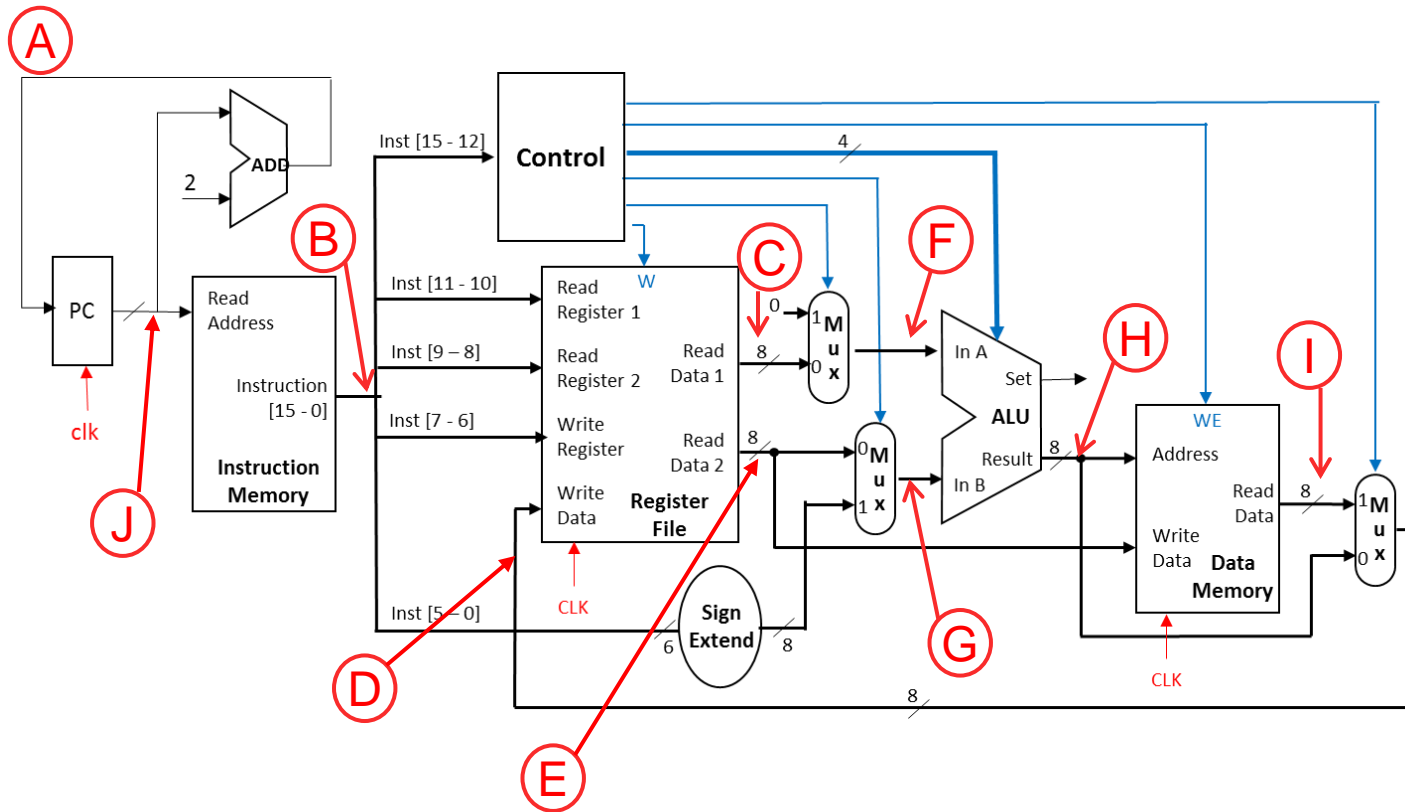 A
ADD
2
B
PC
clk
J
Read
Address
Instruction
[15 - 0]
Instruction
Memory
Inst [15 - 12]
Inst [11 - 10]
Inst [9 – 8]
Inst [7 - 6]
Inst [5 – 0]
Control
4
W
Read
Register 1
Read
Register 2
Write
Register
Write
Data
Read
Data 1
Read
Data 2
Register
File
CLK
D
6
Sign
Extend
8
8
C
8
8
E
0
1
0
M
u
x
0
1
M
u
x
F
G
In A
In B
Set
ALU
Result
8
H
WE
Address
Write
Data
Read
Data
Data
Memory
CLK
I
8
1
0
M
u
x